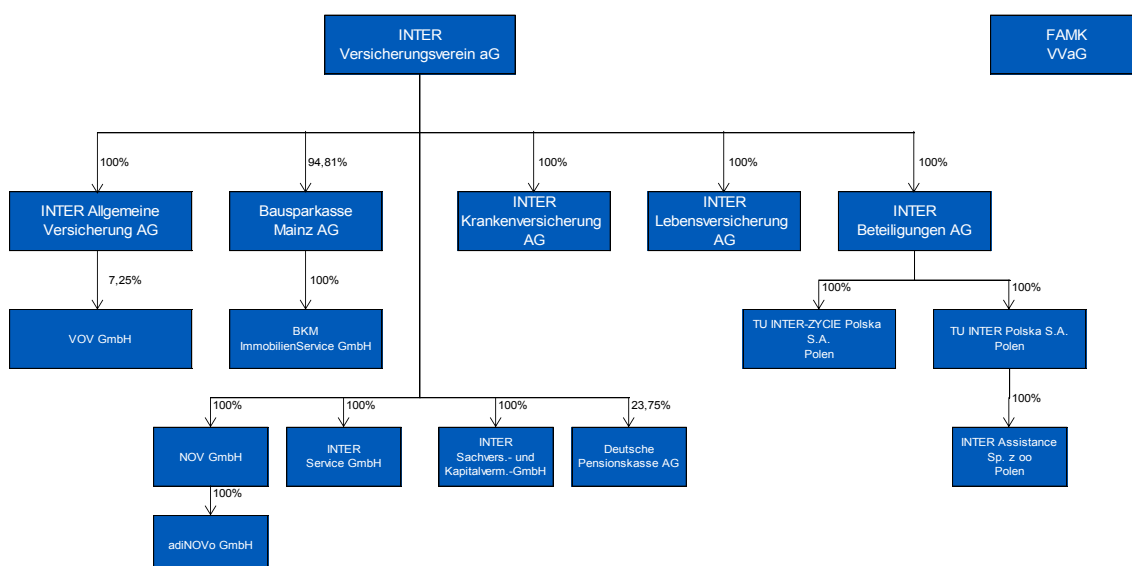 INTER
Versicherungsverein aG
FAMK
VVaG
100%
94,81%
100%
100%
100%
INTER Allgemeine
Versicherung AG
Bausparkasse
Mainz AG
INTER
Krankenversicherung
AG
INTER
Lebensversicherung
AG
INTER
Beteiligungen AG
7,25%
100%
100%
100%
VOV GmbH
BKM
ImmobilienService GmbH
TU INTER-ZYCIE Polska
S.A.
Polen
TU INTER Polska S.A.
Polen
100%
100%
100%
23,75%
100%
NOV GmbH
INTER
Service GmbH
INTER
Sachvers.- und
Kapitalverm.-GmbH
Deutsche
Pensionskasse AG
INTER Assistance
Sp. z oo
Polen
100%
adiNOVo GmbH